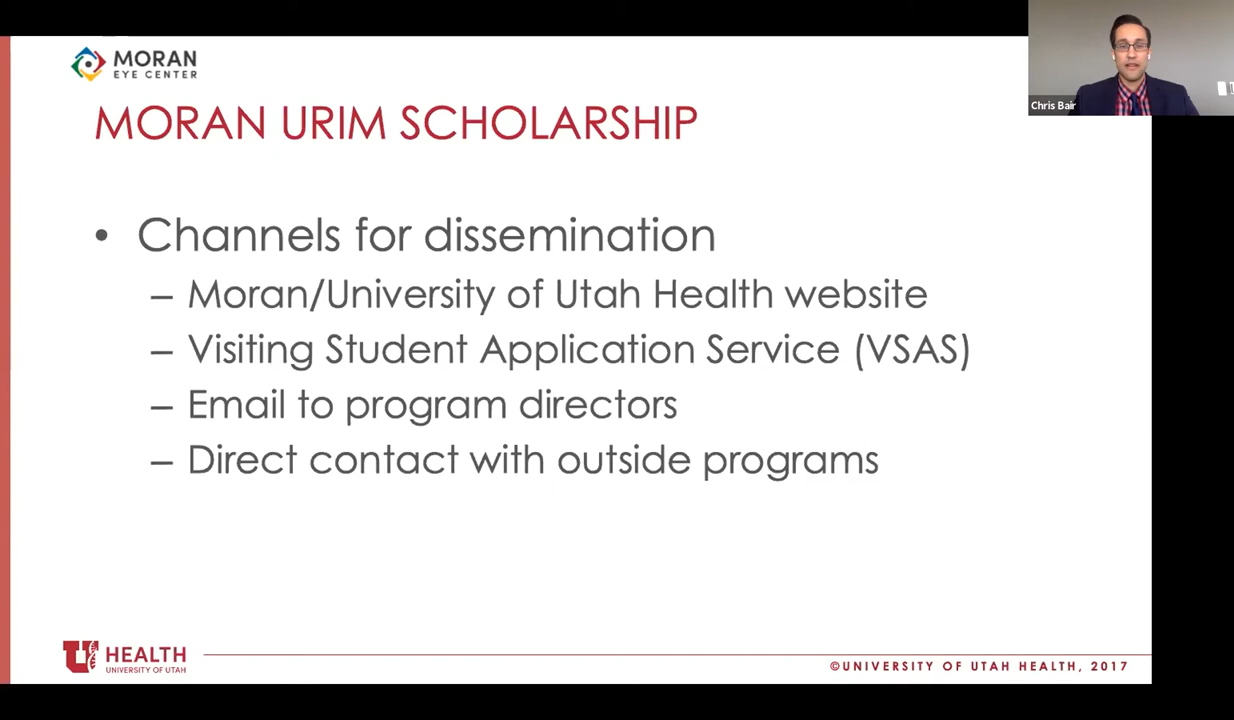 MORAN
EYE CENTER
Chris Bair
MORAN URIM SCHOLARSHIP
• Channels for dissemination
– Moran/University of Utah Health website
– Visiting Student Application Service (VSAS)
– Email to program directors
– Direct contact with outside programs
U HEALTH
UNIVERSITY OF UTAH
©UNIVERSITY OF UTAH HEALTH, 2017